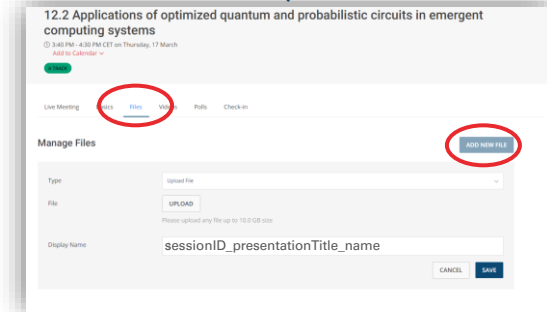 12.2 Applications of optimized quantum and probabilistic circuits in emergent
computing systems
3:40 PM - 4:30 PM CET on Thursday, 17 March
Add to Calendar
Live Meeting Basics Files Videos Polls Check-in
Manage Files
ADD NEW FILE
Type Upload File
File UPLOAD
Please upload any file up to 10.0 GB size
Display Name sessionID_presentationTitle_name
CANCEL SAVE